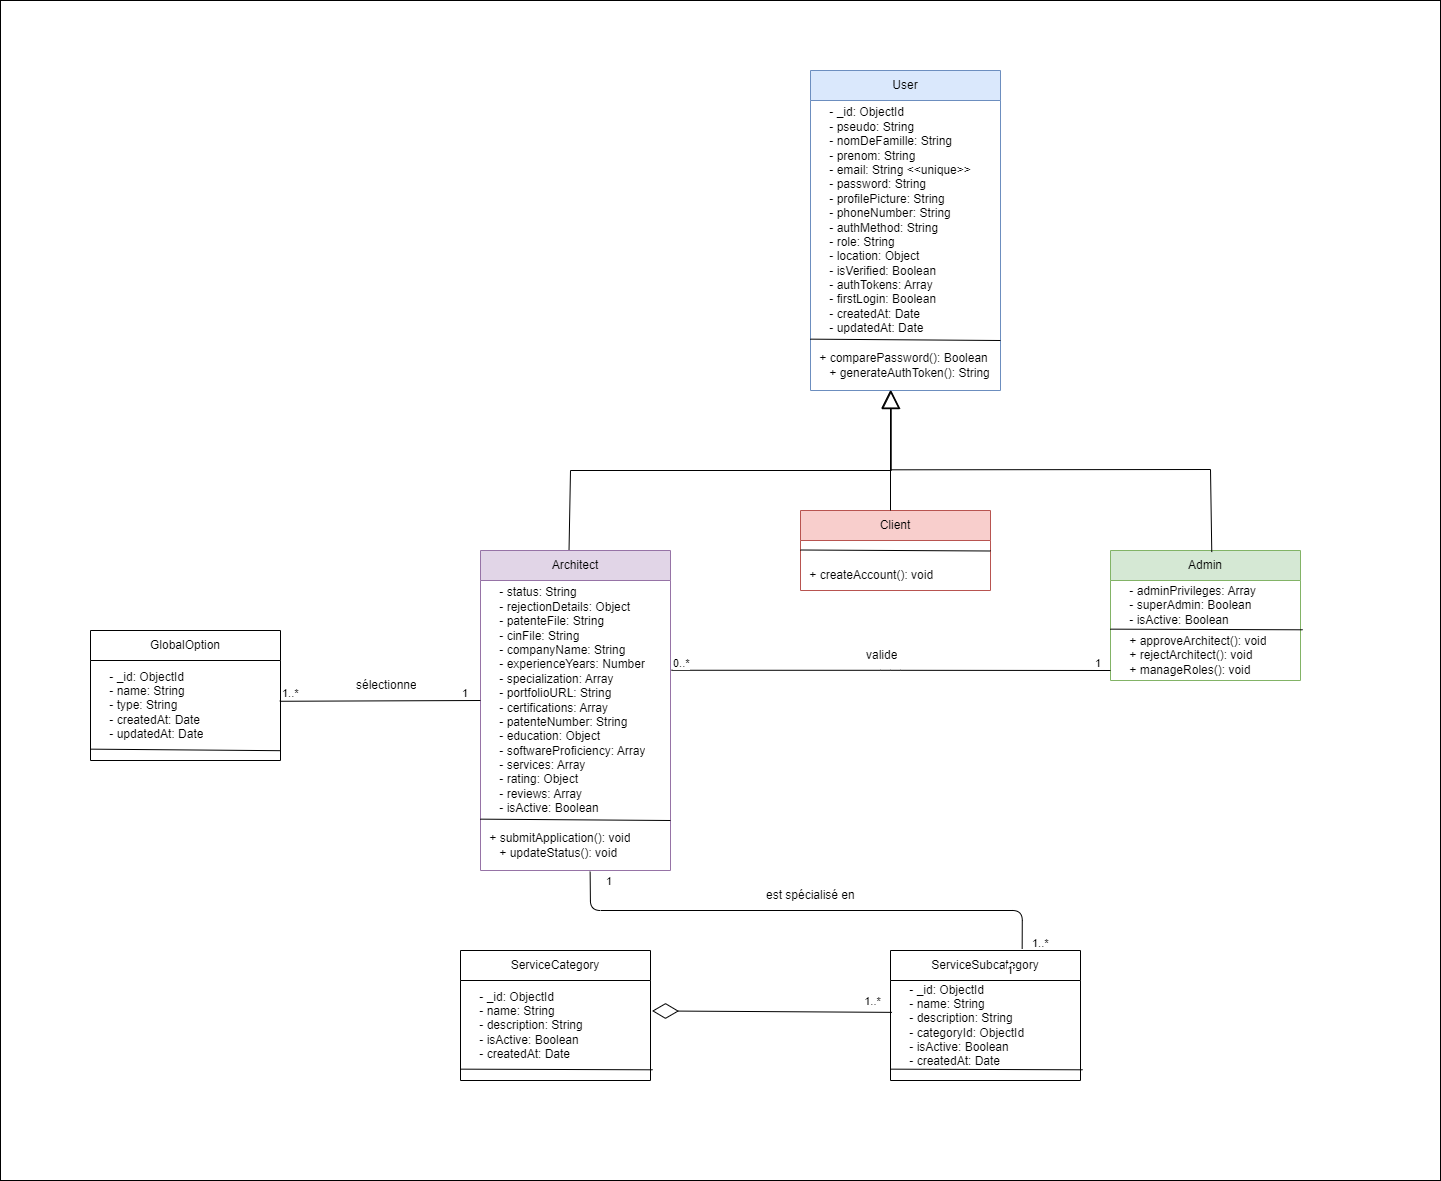 User
- _id: ObjectId
- pseudo: String
- nomDeFamille: String
- prenom: String
- email: String <<unique>>
- password: String
- profilePicture: String
- phoneNumber: String
- authMethod: String
- role: String
- location: Object
- isVerified: Boolean
- authTokens: Array
- firstLogin: Boolean
- createdAt: Date
- updatedAt: Date
+ comparePassword(): Boolean
+ generateAuthToken(): String
Client
+ createAccount(): void
Architect
- status: String
- rejectionDetails: Object
- patenteFile: String
- cinFile: String
- companyName: String
- experienceYears: Number
- specialization: Array
- portfolioURL: String
- certifications: Array
- patenteNumber: String
- education: Object
- softwareProficiency: Array
- services: Array
- rating: Object
- reviews: Array
- isActive: Boolean
+ submitApplication(): void
+ updateStatus(): void
Admin
- adminPrivileges: Array
- superAdmin: Boolean
- isActive: Boolean
+ approveArchitect(): void
+ rejectArchitect(): void
+ manageRoles(): void
0..*
valide
1
GlobalOption
- _id: ObjectId
- name: String
- type: String
- createdAt: Date
- updatedAt: Date
1..*
sélectionne
1
1
est spécialisé en
1..*
ServiceCategory
- _id: ObjectId
- name: String
- description: String
- isActive: Boolean
- createdAt: Date
1..*
ServiceSubcategory
1
- _id: ObjectId
- name: String
- description: String
- categoryId: ObjectId
- isActive: Boolean
- createdAt: Date